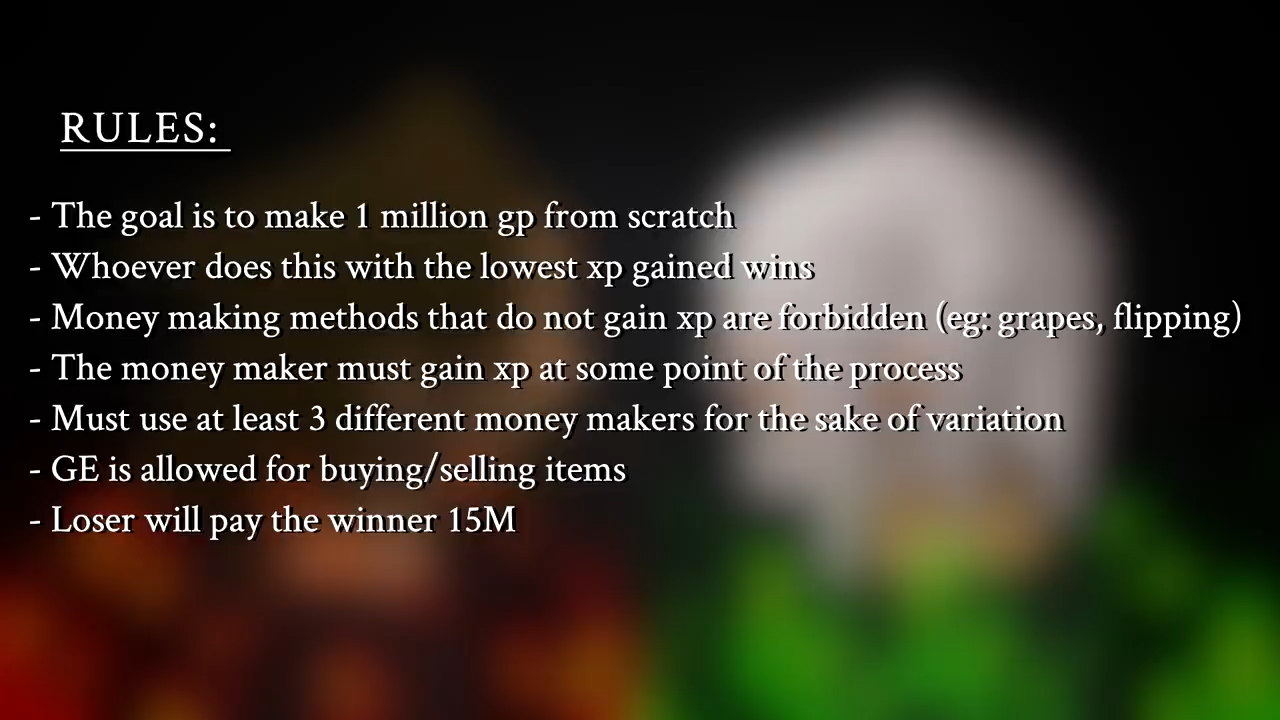 RULES:
- The goal is to make 1 million gp from scratch
- Whoever does this with the lowest xp gained wins
- Money making methods that do not gain xp are forbidden (eg: grapes, flipping)
- The money maker must gain xp at some point of the process
- Must use at least 3 different money makers for the sake of variation
- GE is allowed for buying/selling items
- Loser will pay the winner 15M